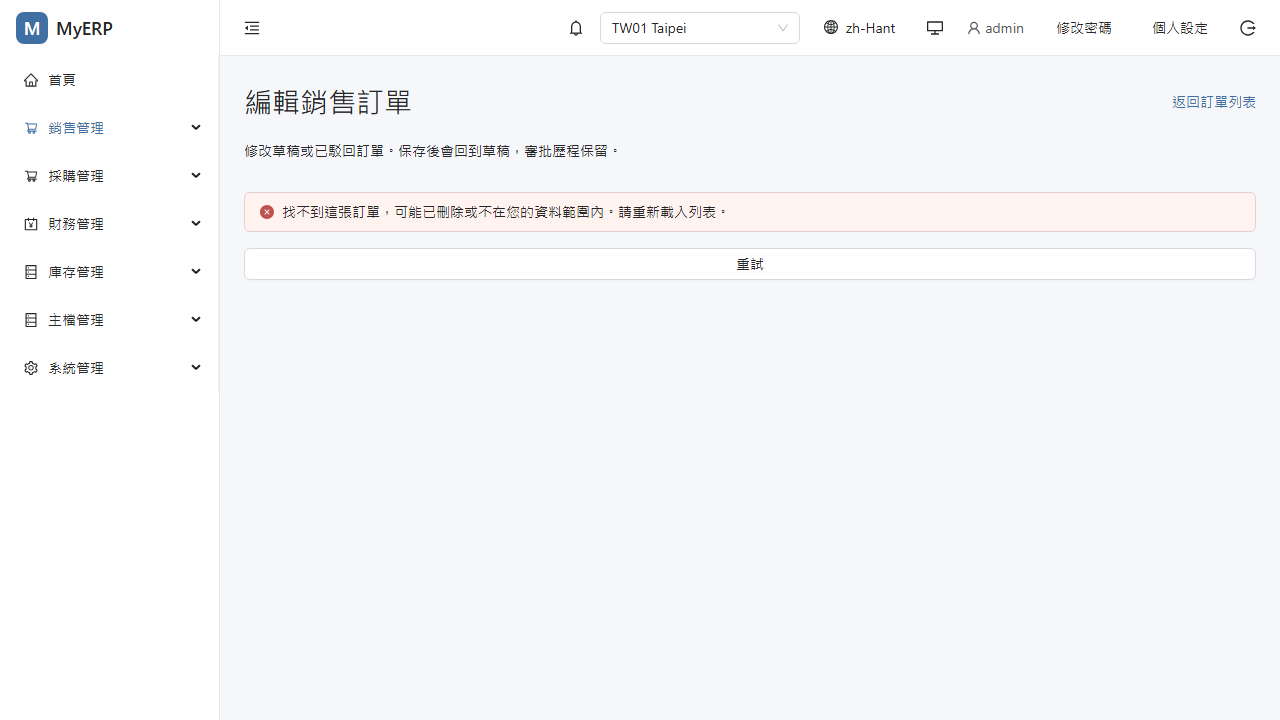 M MyERP
TW01 Taipei
zh-Hant
admin
修改密碼
個人設定
首頁
銷售管理
採購管理
財務管理
庫存管理
主檔管理
系統管理
編輯銷售訂單
返回訂單列表
修改草稿或已駁回訂單。保存後會回到草稿，審批歷程保留。
找不到這張訂單，可能已刪除或不在您的資料範圍內。請重新載入列表。
重試